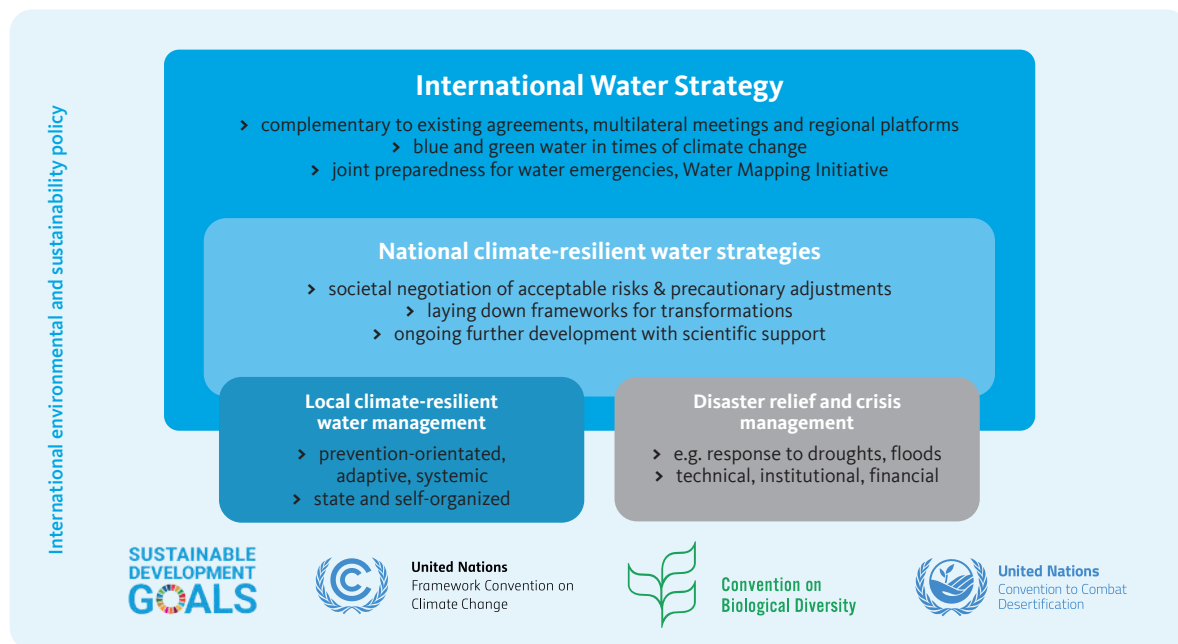 International environmental and sustainability policy
International Water Strategy
> complementary to existing agreements, multilateral meetings and regional platforms
> blue and green water in times of climate change
> joint preparedness for water emergencies, Water Mapping Initiative
National climate-resilient water strategies
> societal negotiation of acceptable risks & precautionary adjustments
> laying down frameworks for transformations
> ongoing further development with scientific support
Local climate-resilient
water management
> prevention-orientated,
adaptive, systemic
> state and self-organized
Disaster relief and crisis
management
> e.g. response to droughts, floods
> technical, institutional, financial
SUSTAINABLE
DEVELOPMENT
GOALS
United Nations
Framework Convention on
Climate Change
Convention on
Biological Diversity
United Nations
Convention to Combat
Desertification